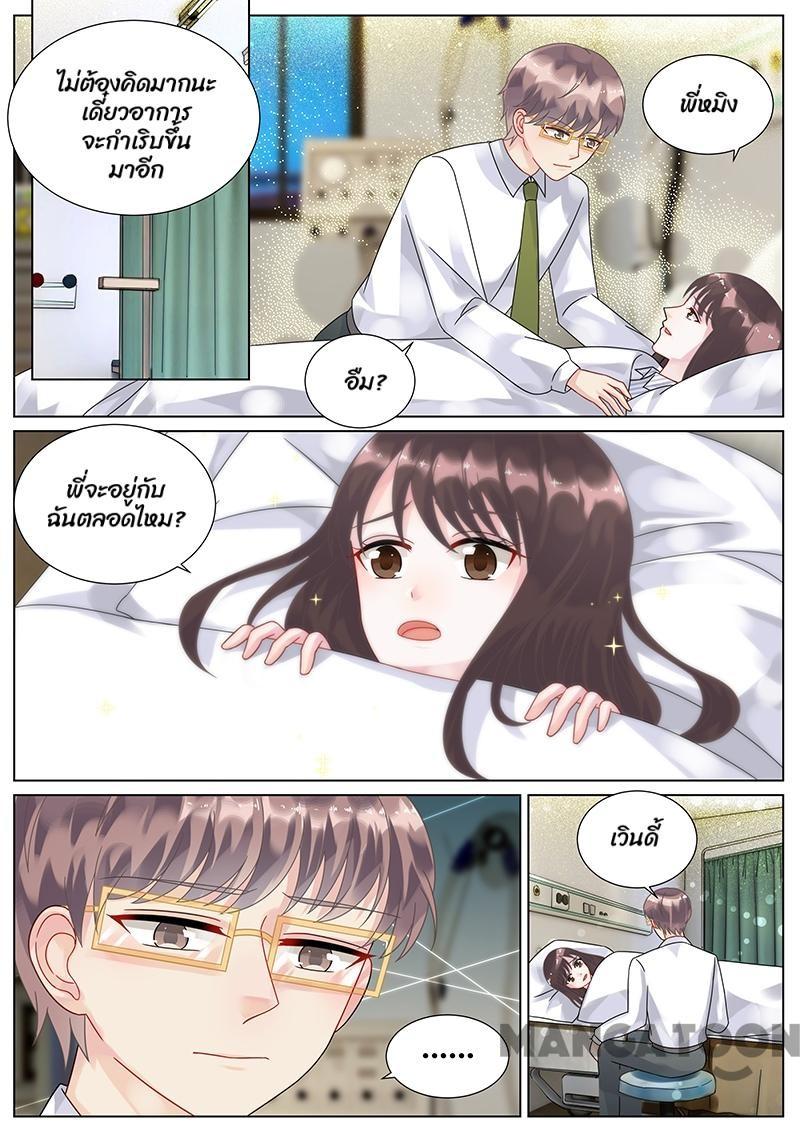 ไม่ต้องคิดมากนะ
เดี๋ยวอาการ
จะกำเริบขึ้น
มาอีก
พี่หมิง
อืม?
พี่จะอยู่กับ
ฉันตลอดไหม?
......
เวินดี้
MANGATOON